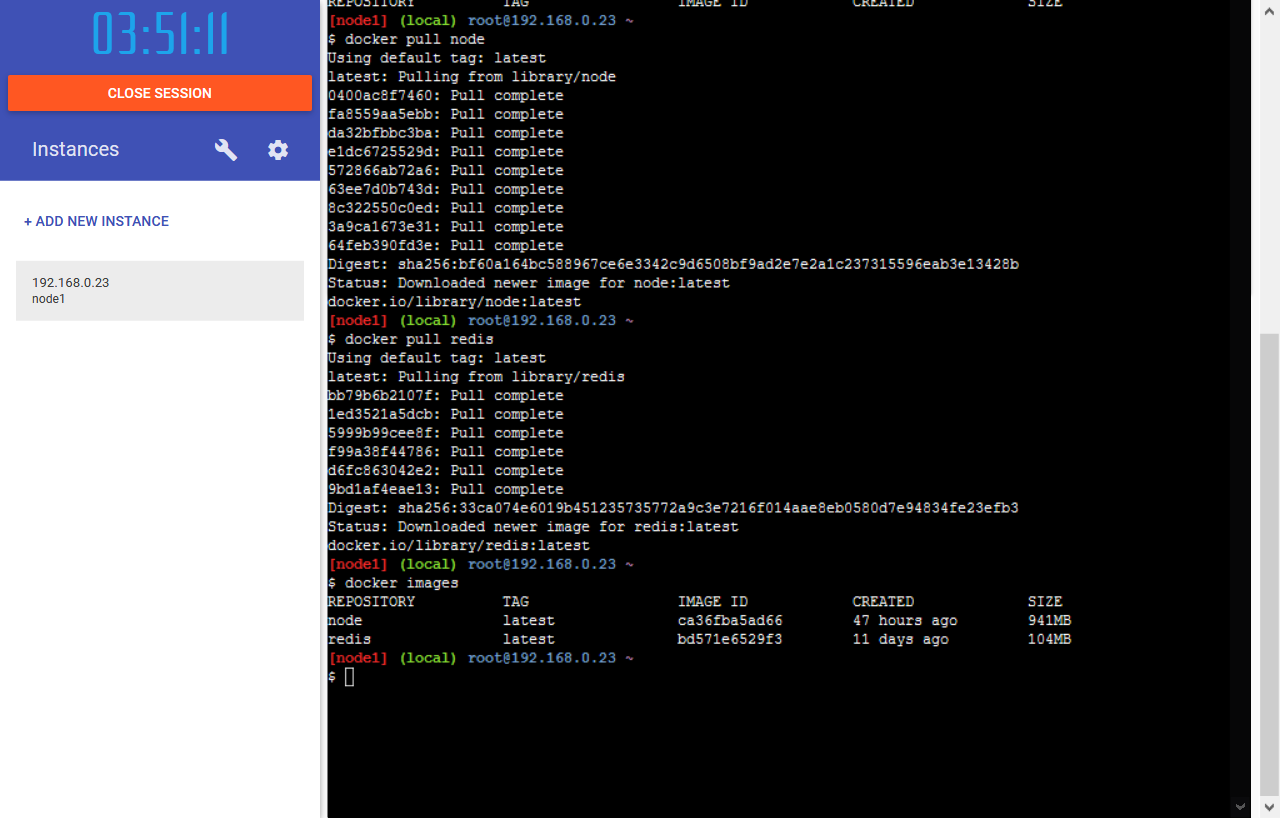 03:51:11
CLOSE SESSION
Instances
+ ADD NEW INSTANCE
192.168.0.23
node1
REPOSITORY TAG IMAGE ID CREATED SIZE
[node1] (local) root@192.168.0.23 ~
$ docker pull node
Using default tag: latest
latest: Pulling from library/node
0400ac8f7460: Pull complete
fa8559aa5ebb: Pull complete
da32bfbbc3ba: Pull complete
e1dc6725529d: Pull complete
572866ab72a6: Pull complete
63ee7d0b743d: Pull complete
8c322550c0ed: Pull complete
3a9ca1673e31: Pull complete
64feb390fd3e: Pull complete
Digest: sha256:bf60a164bc588967ce6e3342c9d6508bf9ad2e7e2a1c237315596eab3e13428b
Status: Downloaded newer image for node:latest
docker.io/library/node:latest
[node1] (local) root@192.168.0.23 ~
$ docker pull redis
Using default tag: latest
latest: Pulling from library/redis
bb79b6b2107f: Pull complete
1ed3521a5dcb: Pull complete
5999b99cee8f: Pull complete
f99a38f44786: Pull complete
d6fc863042e2: Pull complete
9bd1af4eae13: Pull complete
Digest: sha256:33ca074e6019b451235735772a9c3e7216f014aae8eb0580d7e94834fe23efb3
Status: Downloaded newer image for redis:latest
docker.io/library/redis:latest
[node1] (local) root@192.168.0.23 ~
$ docker images
REPOSITORY TAG IMAGE ID CREATED SIZE
node latest ca36fba5ad66 47 hours ago 941MB
redis latest bd571e6529f3 11 days ago 104MB
[node1] (local) root@192.168.0.23 ~
$